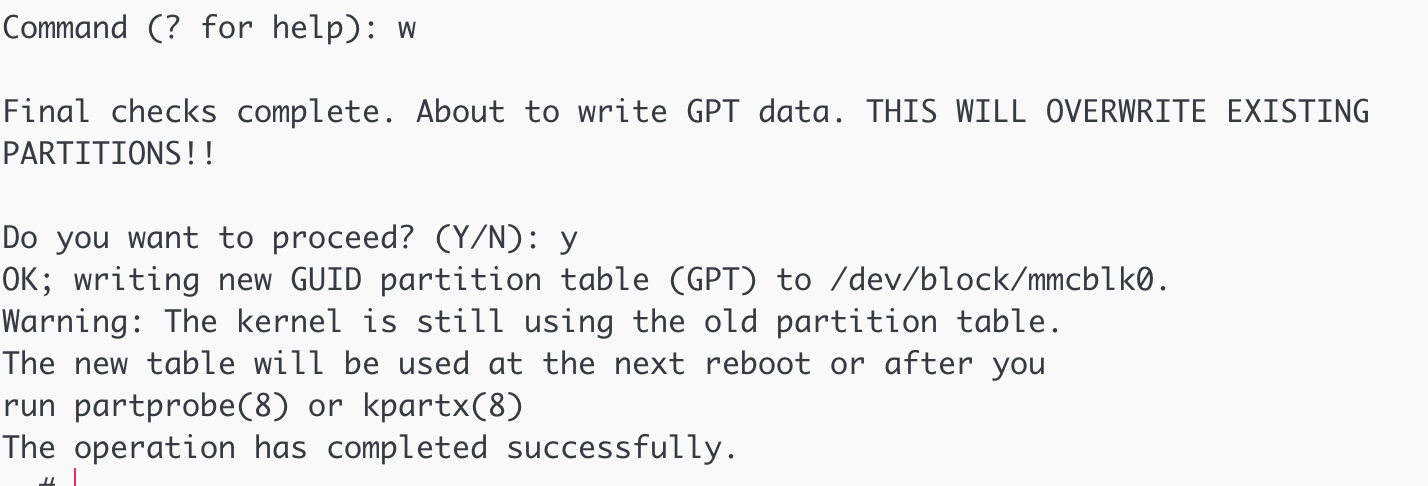 Command (? for help): w
Final checks complete. About to write GPT data. THIS WILL OVERWRITE EXISTING
PARTITIONS!!
Do you want to proceed? (Y/N): y
OK; writing new GUID partition table (GPT) to /dev/block/mmcblk0.
Warning: The kernel is still using the old partition table.
The new table will be used at the next reboot or after you
run partprobe(8) or kpartx(8)
The operation has completed successfully.
#